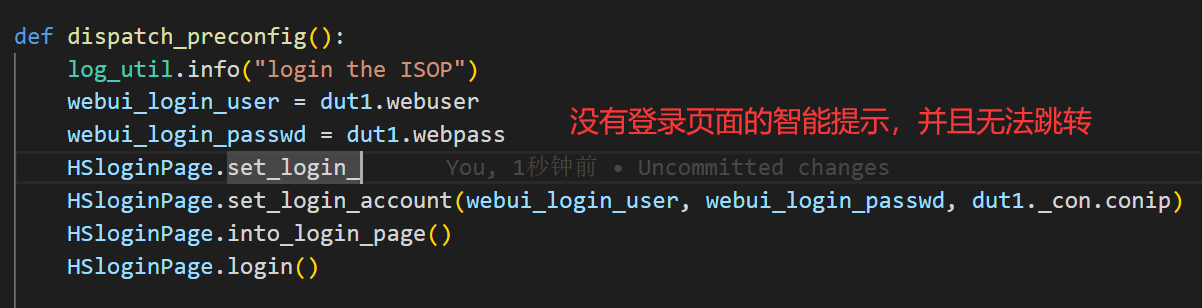 def dispatch_preconfig():
log_util.info("login the ISOP")
webui_login_user = dut1.webuser
webui_login_passwd = dut1.webpass
没有登录页面的智能提示，并且无法跳转
HSloginPage.set_login_ You, 1秒钟前 • Uncommitted changes
HSloginPage.set_login_account(webui_login_user, webui_login_passwd, dut1._con.conip)
HSloginPage.into_login_page()
HSloginPage.login()